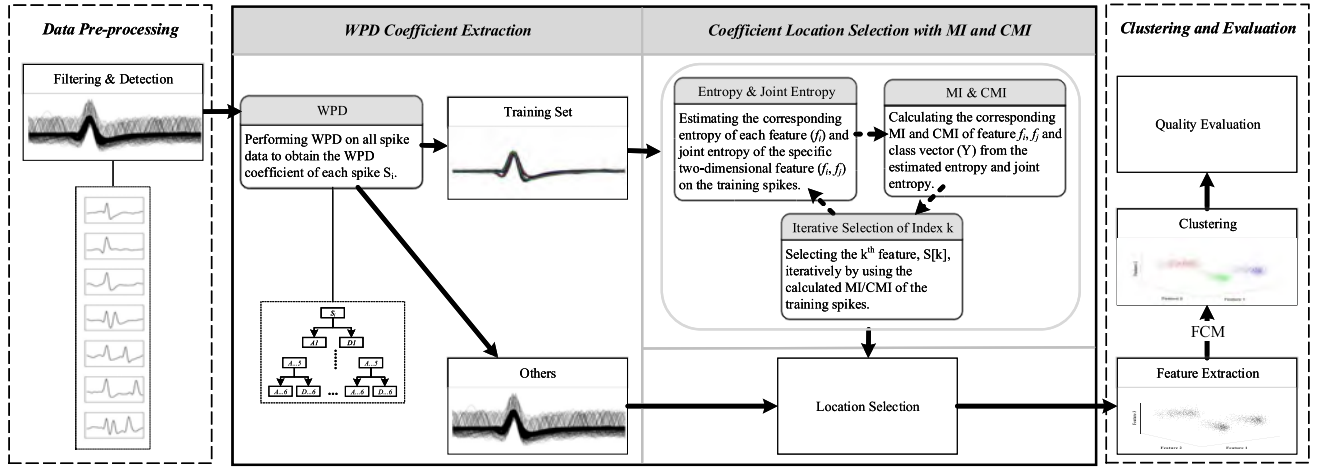 Data Pre-processing
WPD Coefficient Extraction
Coefficient Location Selection with MI and CMI
Clustering and Evaluation
Filtering & Detection
WPD
Performing WPD on all spike
data to obtain the WPD
coefficient of each spike Si.
Training Set
Entropy & Joint Entropy
Estimating the corresponding
entropy of each feature (fi) and
joint entropy of the specific
two-dimensional feature (fi, fj)
on the training spikes.
MI & CMI
Calculating the corresponding
MI and CMI of feature fi, fj and
class vector (Y) from the
estimated entropy and joint
entropy.
Iterative Selection of Index k
Selecting the kth feature, S[k],
iteratively by using the
calculated MI/CMI of the
training spikes.
S
A1 D1
A...5 A...5
A...6 D...6 ... A...6 D...6
Others
Location Selection
Quality Evaluation
Clustering
Feature 2 Feature 1
FCM
Feature Extraction
Feature 2 Feature 1